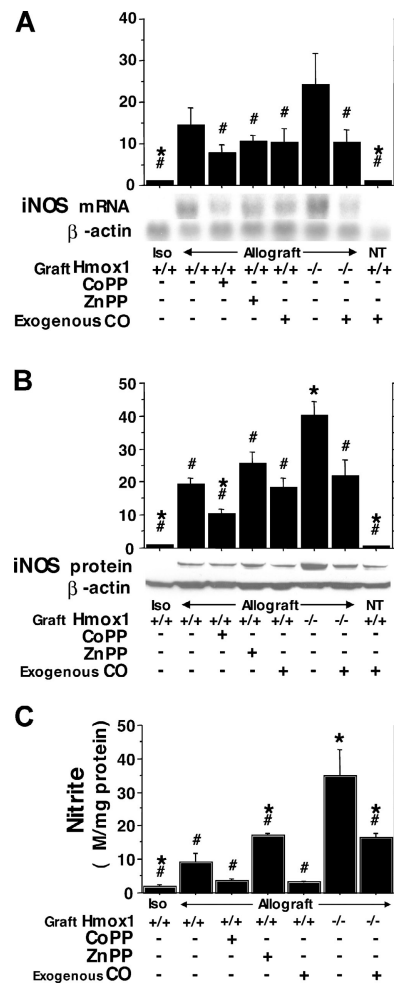 A
40
30
20
10
0
* # # # # # * #
iNOS mRNA
β -actin
Iso Allograft NT
Graft Hmox1 +/+ +/+ +/+ +/+ +/+ -/- -/- +/+
CoPP - - + - - - - -
ZnPP - - - + - - - -
Exogenous CO - - - - + - + +
B
50
40
30
20
10
0
* # # * # # # * # * #
iNOS protein
β -actin
Iso Allograft NT
Graft Hmox1 +/+ +/+ +/+ +/+ +/+ -/- -/- +/+
CoPP - - + - - - - -
ZnPP - - - + - - - -
Exogenous CO - - - - + - + +
C
Nitrite
( M/mg protein)
50
40
30
20
10
0
* # # # * # # * * #
Iso Allograft
Graft Hmox1 +/+ +/+ +/+ +/+ +/+ -/- -/-
CoPP - - + - - - -
ZnPP - - - + - - -
Exogenous CO - - - - + - +